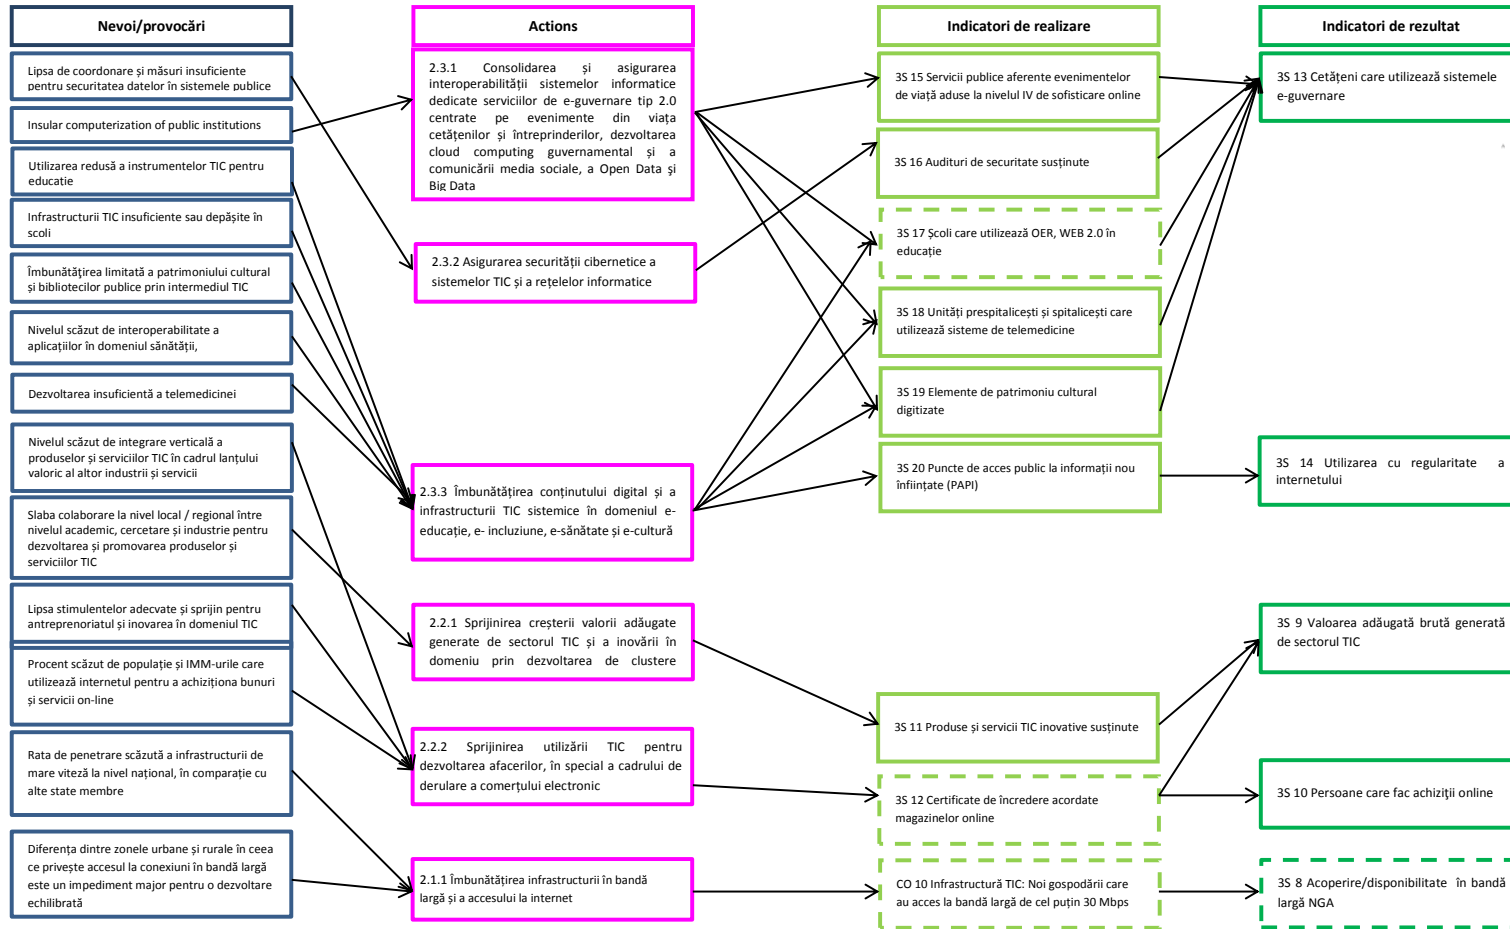 Nevoi/provocări
Lipsa de coordonare și măsuri insuficiente
pentru securitatea datelor în sistemele publice
Insular computerization of public institutions
Utilizarea redusă a instrumentelor TIC pentru
educatie
Infrastructurii TIC insuficiente sau depășite în
scoli
Îmbunătățirea limitată a patrimoniului cultural
și bibliotecilor publice prin intermediul TIC
Nivelul scăzut de interoperabilitate a
aplicațiilor în domeniul sănătății,
Dezvoltarea insuficientă a telemedicinei
Nivelul scăzut de integrare verticală a
produselor și serviciilor TIC în cadrul lanțului
valoric al altor industrii și servicii
Slaba colaborare la nivel local / regional între
nivelul academic, cercetare și industrie pentru
dezvoltarea și promovarea produselor și
serviciilor TIC
Lipsa stimulentelor adecvate și sprijin pentru
antreprenoriatul și inovarea în domeniul TIC
Procent scăzut de populație și IMM-urile care
utilizează internetul pentru a achiziționa bunuri
și servicii on-line
Rata de penetrare scăzută a infrastructurii de
mare viteză la nivel național, în comparație cu
alte state membre
Diferența dintre zonele urbane și rurale în ceea
ce privește accesul la conexiuni în bandă largă
este un impediment major pentru o dezvoltare
echilibrată
Actions
2.3.1 Consolidarea și asigurarea
interoperabilității sistemelor informatice
dedicate serviciilor de e-guvernare tip 2.0
centrate pe evenimente din viața
cetățenilor și întreprinderilor, dezvoltarea
cloud computing guvernamental și a
comunicării media sociale, a Open Data şi
Big Data
2.3.2 Asigurarea securității cibernetice a
sistemelor TIC și a rețelelor informatice
2.3.3 Îmbunătățirea conținutului digital și a
infrastructurii TIC sistemice în domeniul e-
educație, e- incluziune, e-sănătate și e-cultură
2.2.1 Sprijinirea creșterii valorii adăugate
generate de sectorul TIC și a inovării în
domeniu prin dezvoltarea de clustere
2.2.2 Sprijinirea utilizării TIC pentru
dezvoltarea afacerilor, în special a cadrului de
derulare a comerțului electronic
2.1.1 Îmbunătățirea infrastructurii în bandă
largă și a accesului la internet
Indicatori de realizare
3S 15 Servicii publice aferente evenimentelor
de viață aduse la nivelul IV de sofisticare online
3S 16 Audituri de securitate susținute
3S 17 Școli care utilizează OER, WEB 2.0 în
educație
3S 18 Unități prespitalicești și spitalicești care
utilizează sisteme de telemedicine
3S 19 Elemente de patrimoniu cultural
digitizate
3S 20 Puncte de acces public la informații nou
înființate (PAPI)
3S 11 Produse și servicii TIC inovative susținute
3S 12 Certificate de încredere acordate
magazinelor online
CO 10 Infrastructură TIC: Noi gospodării care
au acces la bandă largă de cel puțin 30 Mbps
Indicatori de rezultat
3S 13 Cetățeni care utilizează sistemele
e-guvernare
3S 14 Utilizarea cu regularitate a
internetului
3S 9 Valoarea adăugată brută generată
de sectorul TIC
3S 10 Persoane care fac achiziţii online
3S 8 Acoperire/disponibilitate în bandă
largă NGA